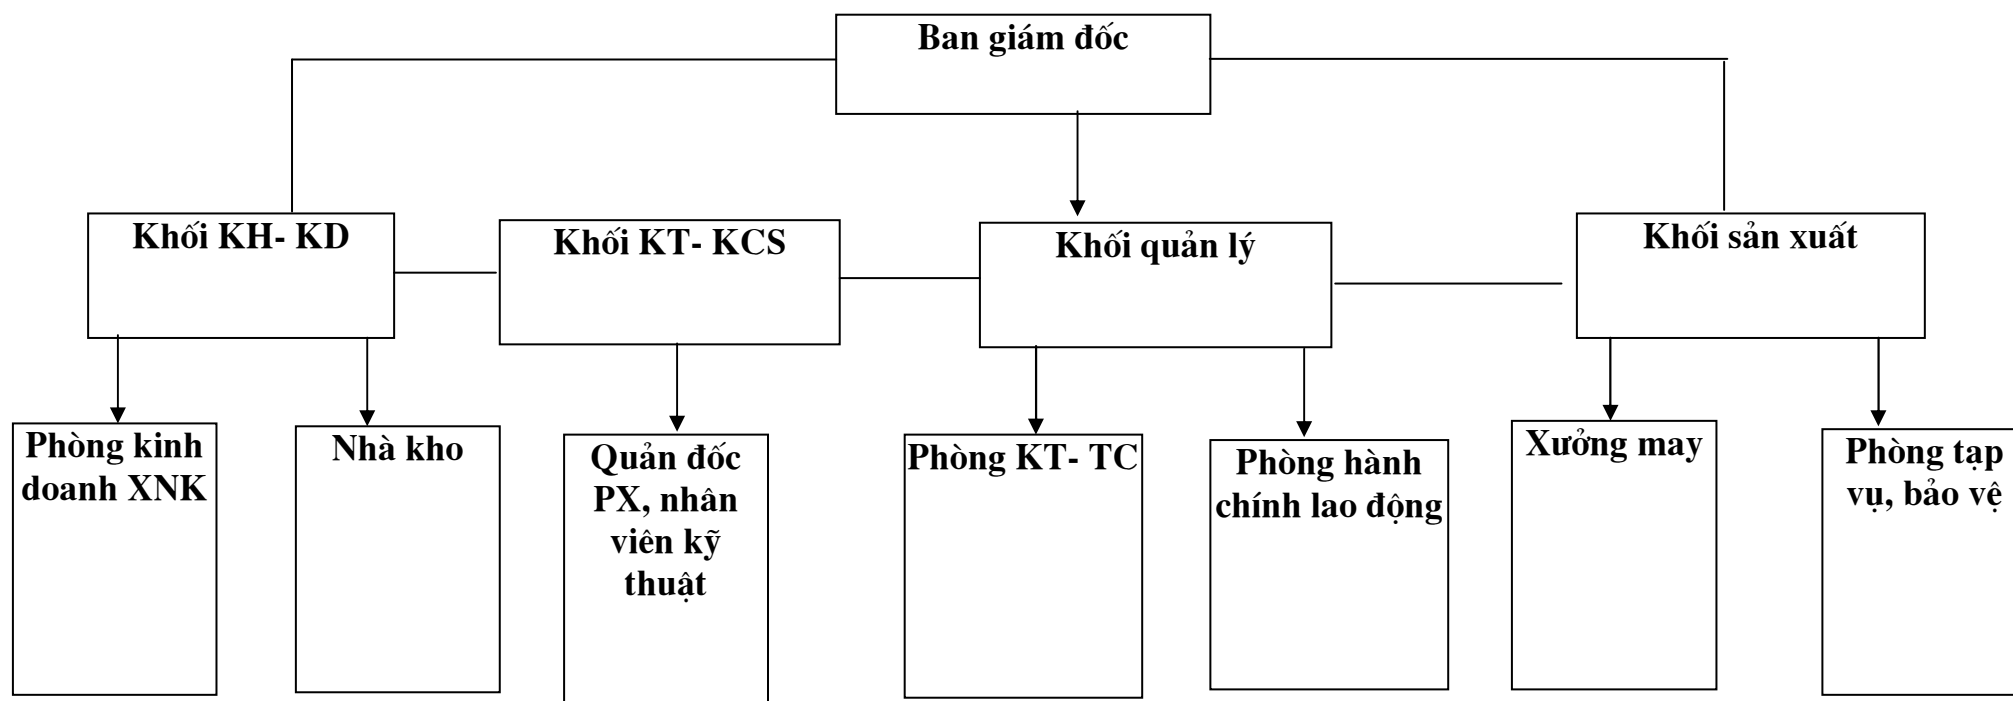 Ban giám đốc
Khối KH- KD
Khối KT- KCS
Khối quản lý
Khối sản xuất
Phòng kinh
doanh XNK
Nhà kho
Quản đốc
PX, nhân
viên kỹ
thuật
Phòng KT- TC
Phòng hành
chính lao động
Xưởng may
Phòng tạp
vụ, bảo vệ